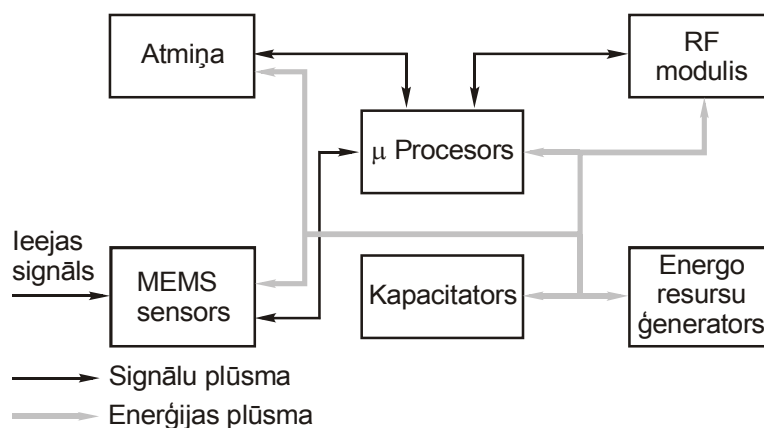 Atmiņa
RF
modulis
μ Procesors
Ieejas
signāls
MEMS
sensors
Kapacitators
Energo
resursu
ģenerators
Signālu plūsma
Enerģijas plūsma